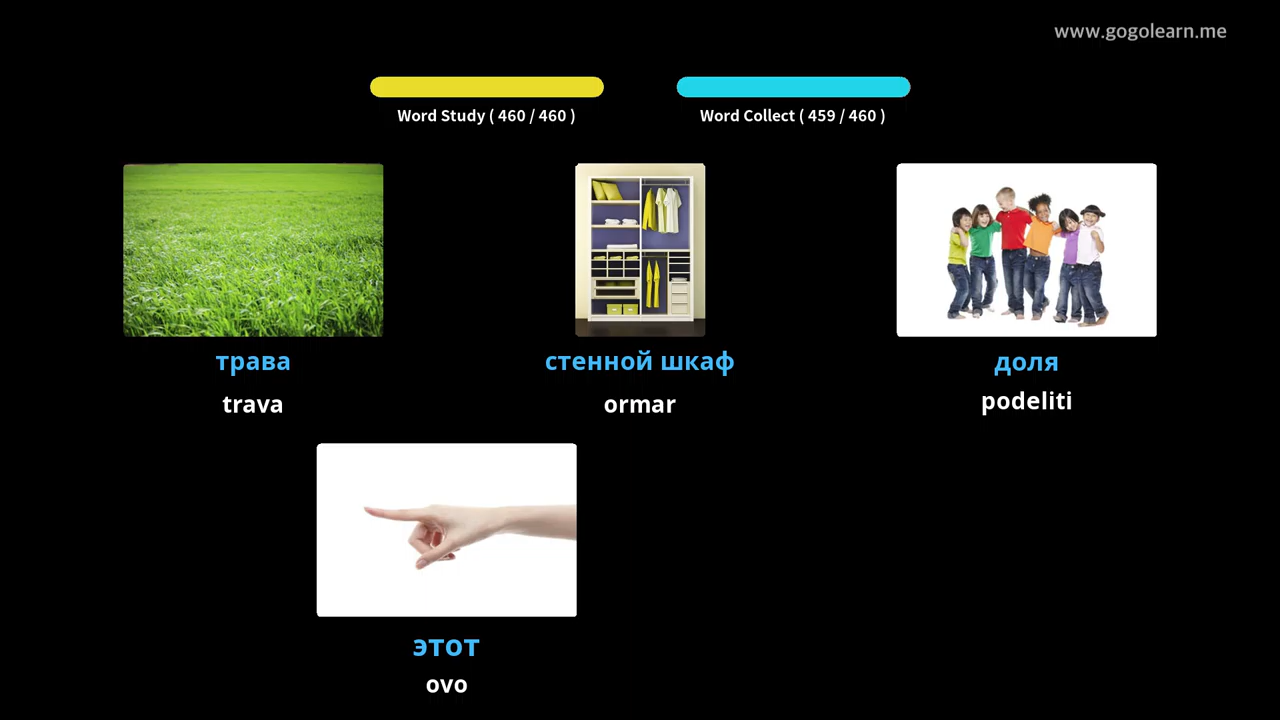 www.gogolearn.me
Word Study ( 460 / 460 )
Word Collect ( 459 / 460 )
трава
стенной шкаф
доля
trava
ormar
podeliti
этот
ovo